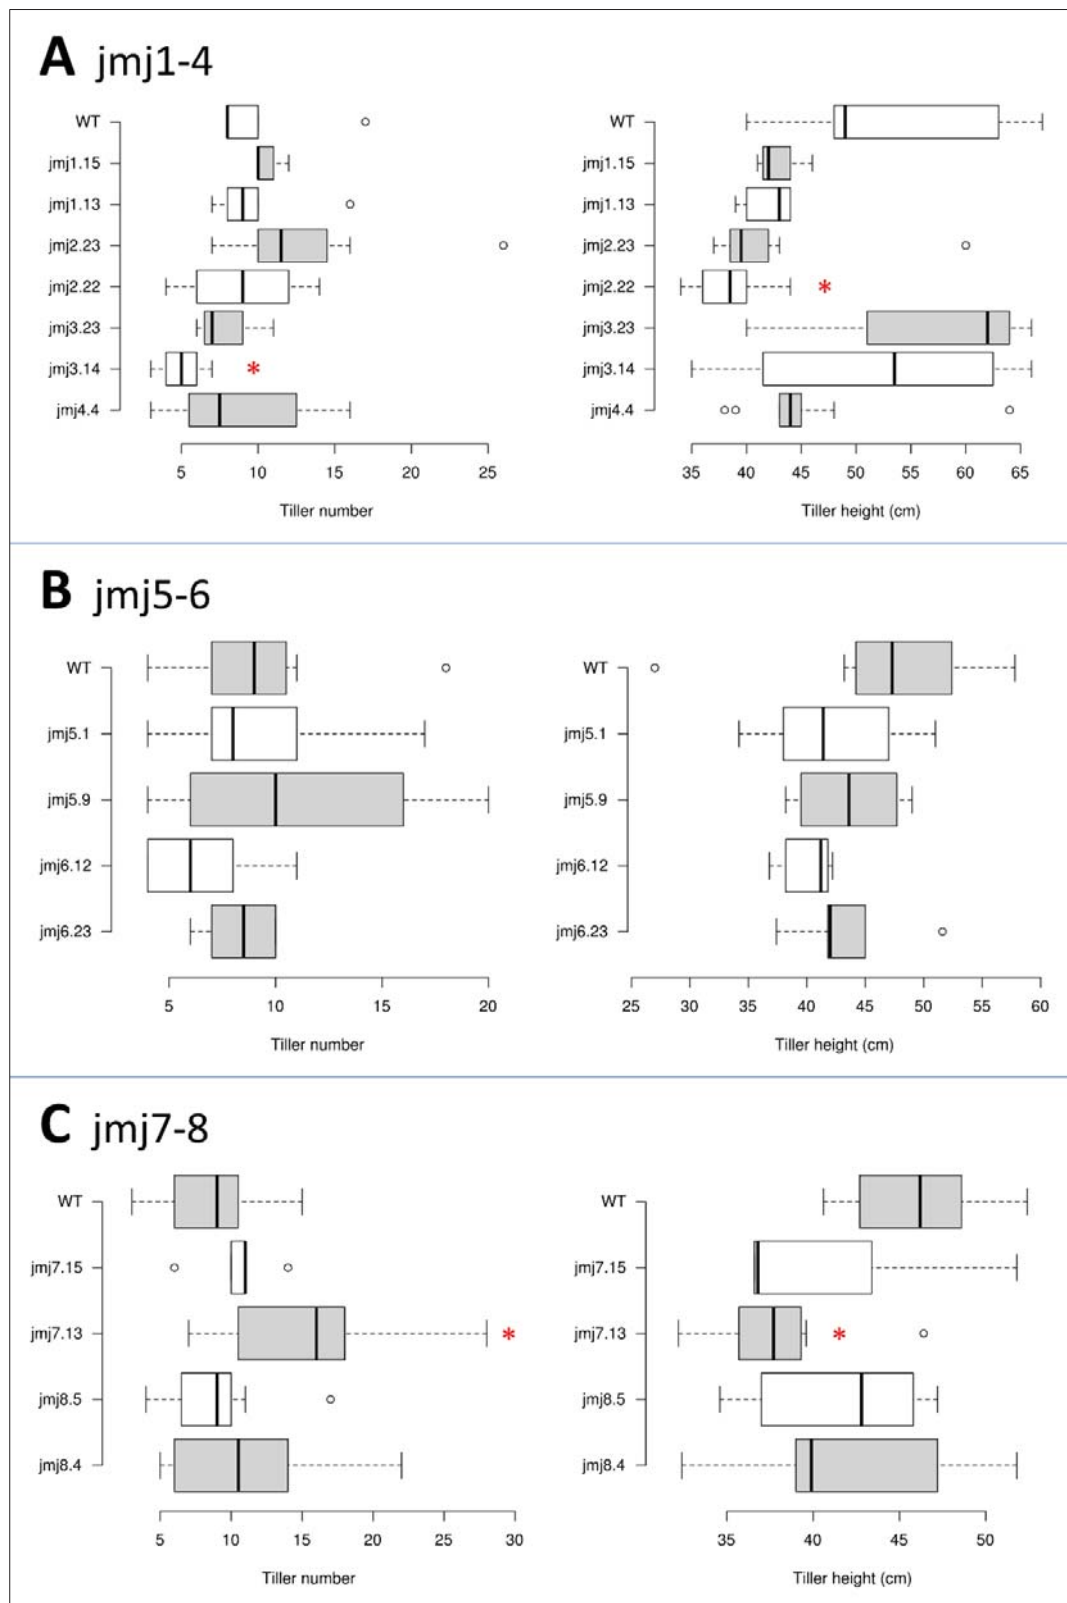 A jmj1-4
WT
jmj1.15
jmj1.13
jmj2.23
jmj2.22
jmj3.23
jmj3.14
*
jmj4.4
5 10 15 20 25
Tiller number
WT
jmj1.15
jmj1.13
jmj2.23
jmj2.22
*
jmj3.23
jmj3.14
jmj4.4
35 40 45 50 55 60 65
Tiller height (cm)
B jmj5-6
WT
jmj5.1
jmj5.9
jmj6.12
jmj6.23
5 10 15 20
Tiller number
WT
jmj5.1
jmj5.9
jmj6.12
jmj6.23
25 30 35 40 45 50 55 60
Tiller height (cm)
C jmj7-8
WT
jmj7.15
jmj7.13
*
jmj8.5
jmj8.4
5 10 15 20 25 30
Tiller number
WT
jmj7.15
jmj7.13
*
jmj8.5
jmj8.4
35 40 45 50
Tiller height (cm)